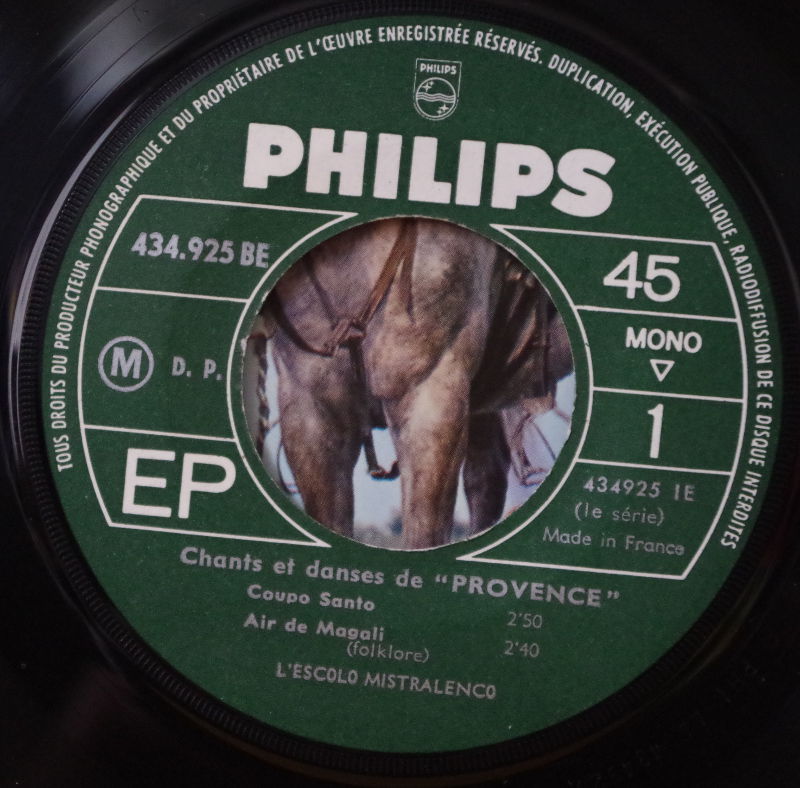 TOUS DROITS DU PRODUCTEUR PHONOGRAPHIQUE ET DU PROPRIÉTAIRE DE L'ŒUVRE ENREGISTRÉE RÉSERVÉS. DUPLICATION, EXÉCUTION PUBLIQUE, RADIODIFFUSION DE CE DISQUE INTERDITES
PHILIPS
PHILIPS
434.925 BE
M D. P.
EP
45
MONO
1
434925 1E
(1e série)
Made in France
Chants et danses de "PROVENCE"
Coupo Santo 2'50
Air de Magali 2'40
(folklore)
L'ESCOLO MISTRALENCO